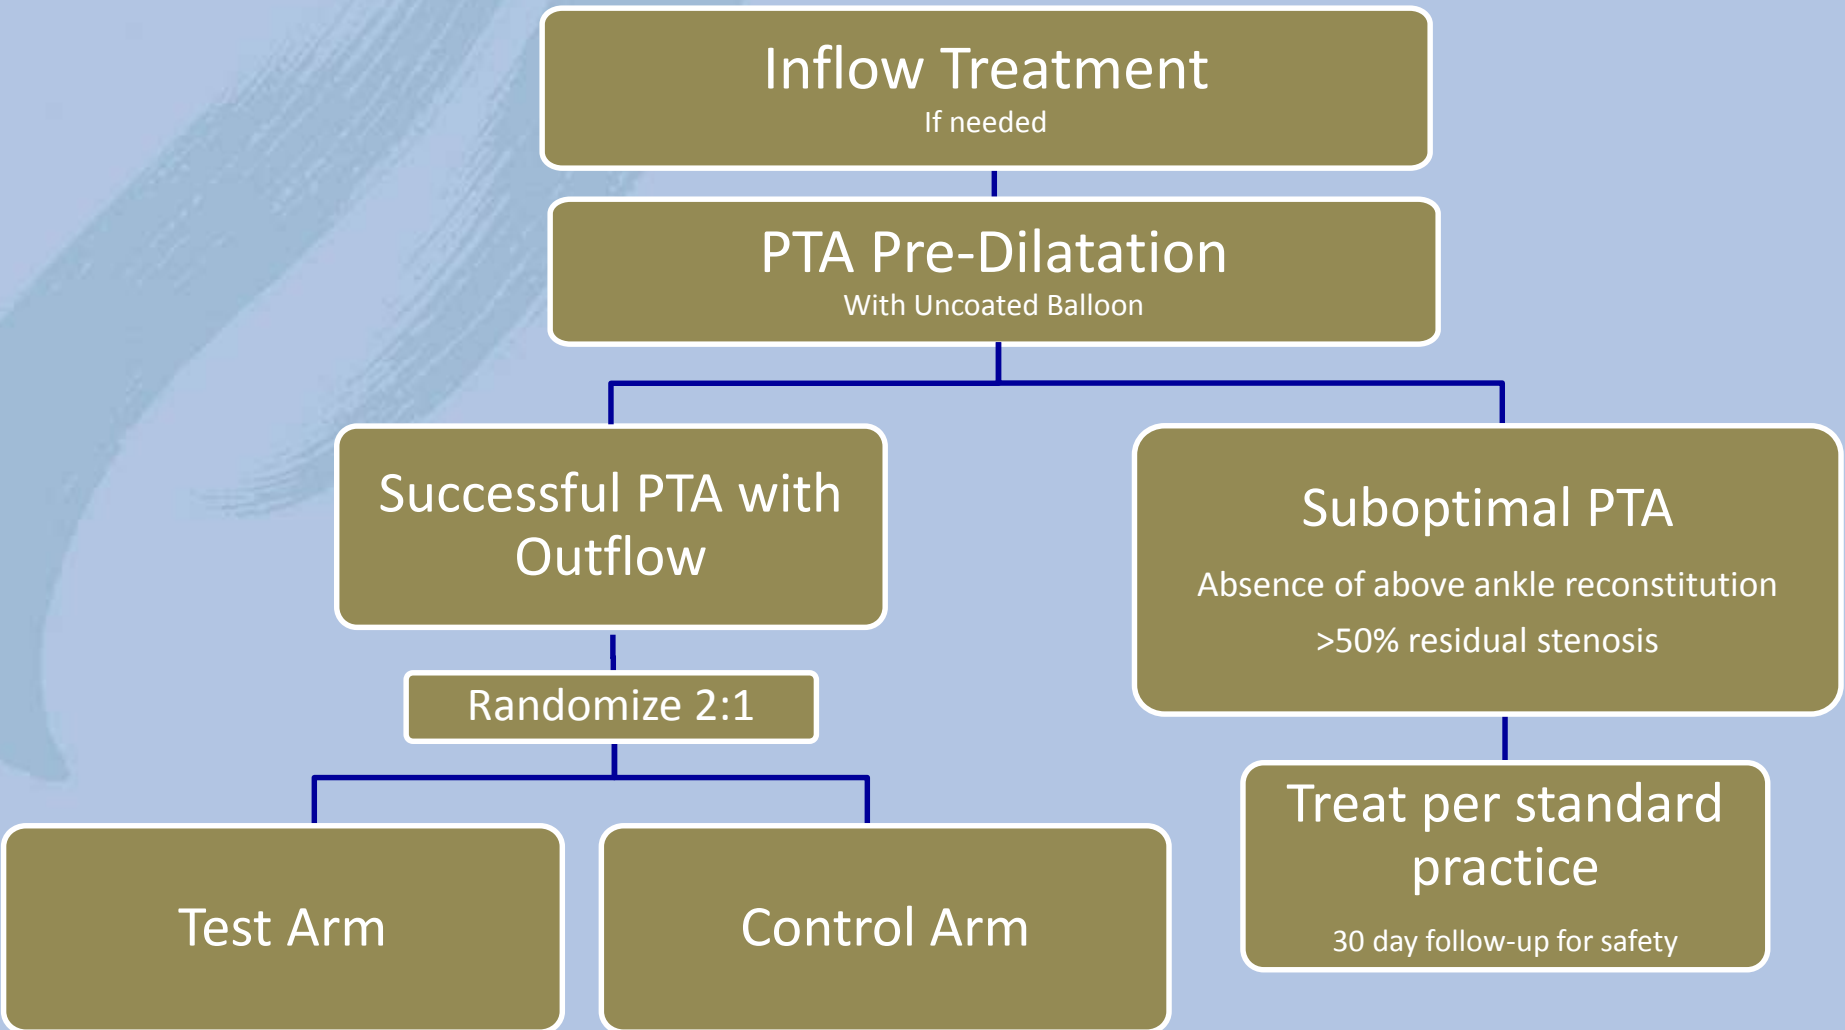 Inflow Treatment
If needed
PTA Pre-Dilatation
With Uncoated Balloon
Successful PTA with
Outflow
Suboptimal PTA
Absence of above ankle reconstitution
>50% residual stenosis
Randomize 2:1
Treat per standard
practice
30 day follow-up for safety
Test Arm
Control Arm